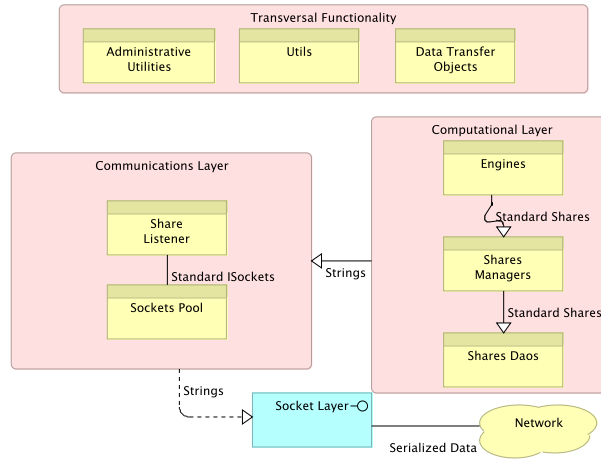 Transversal Functionality
Administrative
Utilities
Utils
Data Transfer
Objects
Computational Layer
Engines
Standard Shares
Shares
Managers
Standard Shares
Shares Daos
Communications Layer
Share
Listener
Standard ISockets
Sockets Pool
Strings
Strings
Socket Layer
Network
Serialized Data